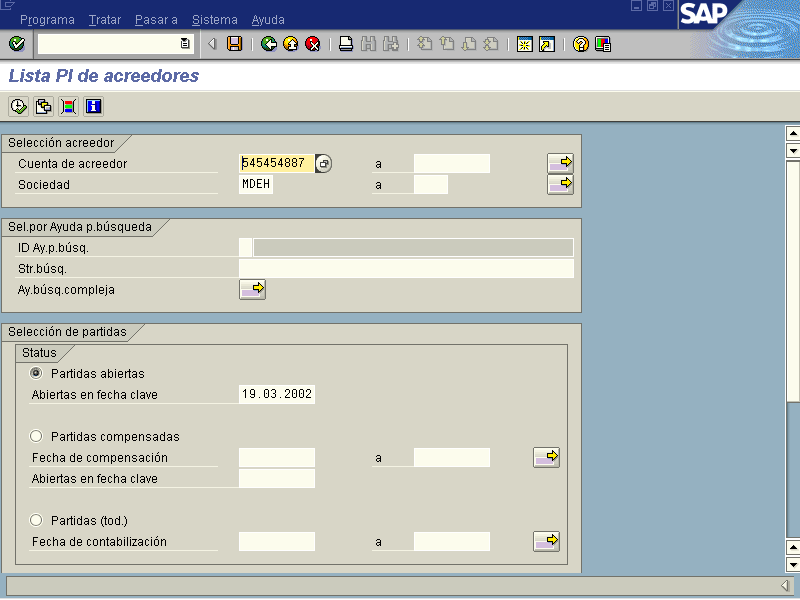 Programa Tratar Pasar a Sistema Ayuda
SAP
Lista PI de acreedores
Selección acreedor
Cuenta de acreedor 545454887 a
Sociedad MDEH a
Sel.por Ayuda p.búsqueda
ID Ay.p.búsq.
Str.búsq.
Ay.búsq.compleja
Selección de partidas
Status
Partidas abiertas
Abiertas en fecha clave 19.03.2002
Partidas compensadas
Fecha de compensación a
Abiertas en fecha clave
Partidas (tod.)
Fecha de contabilización a